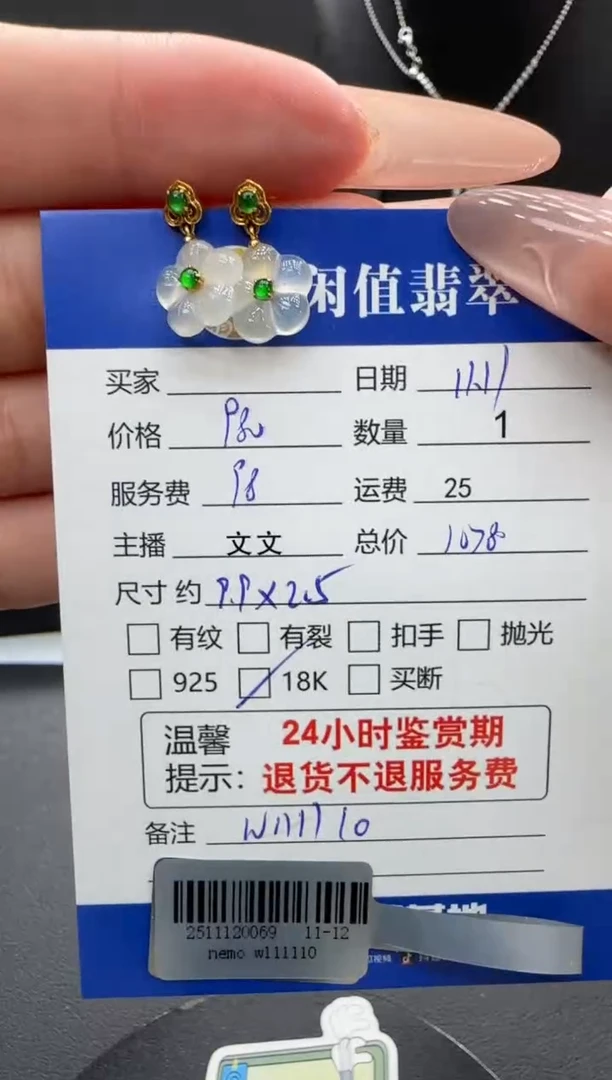 闲值翡翠
买家 日期 11.11
价格 980 数量 1
服务费 98 运费 25
主播 文文 总价 1078
尺寸 约 9.9×2.5
有纹 有裂 扣手 抛光
925 18K 买断
温馨 24小时鉴赏期
提示: 退货不退服务费
备注 W111110
2511120069 11-12
nemo w111110